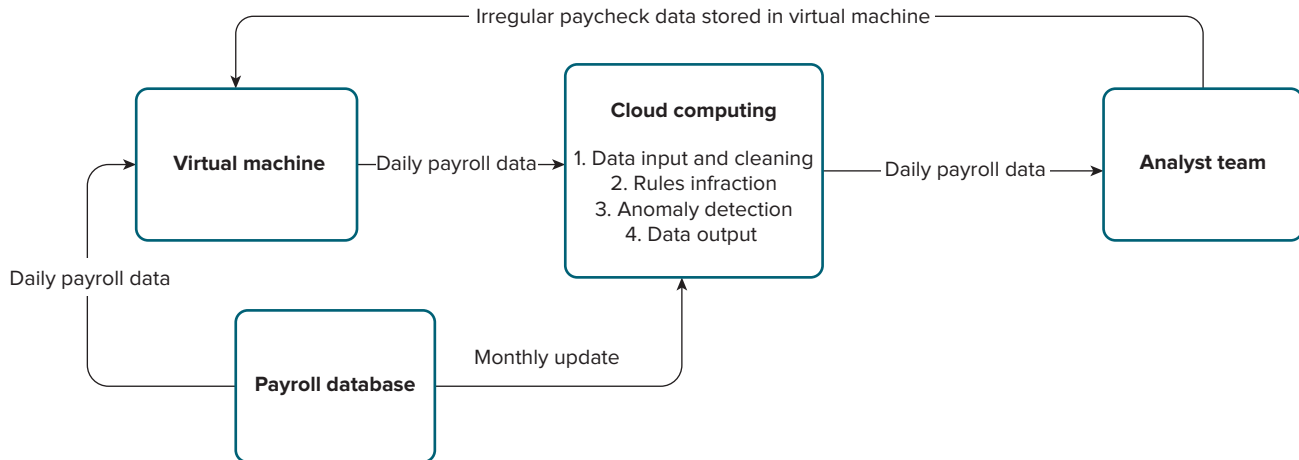 Irregular paycheck data stored in virtual machine
Virtual machine
Daily payroll data
Cloud computing
1. Data input and cleaning
2. Rules infraction
3. Anomaly detection
4. Data output
Daily payroll data
Analyst team
Daily payroll data
Payroll database
Monthly update